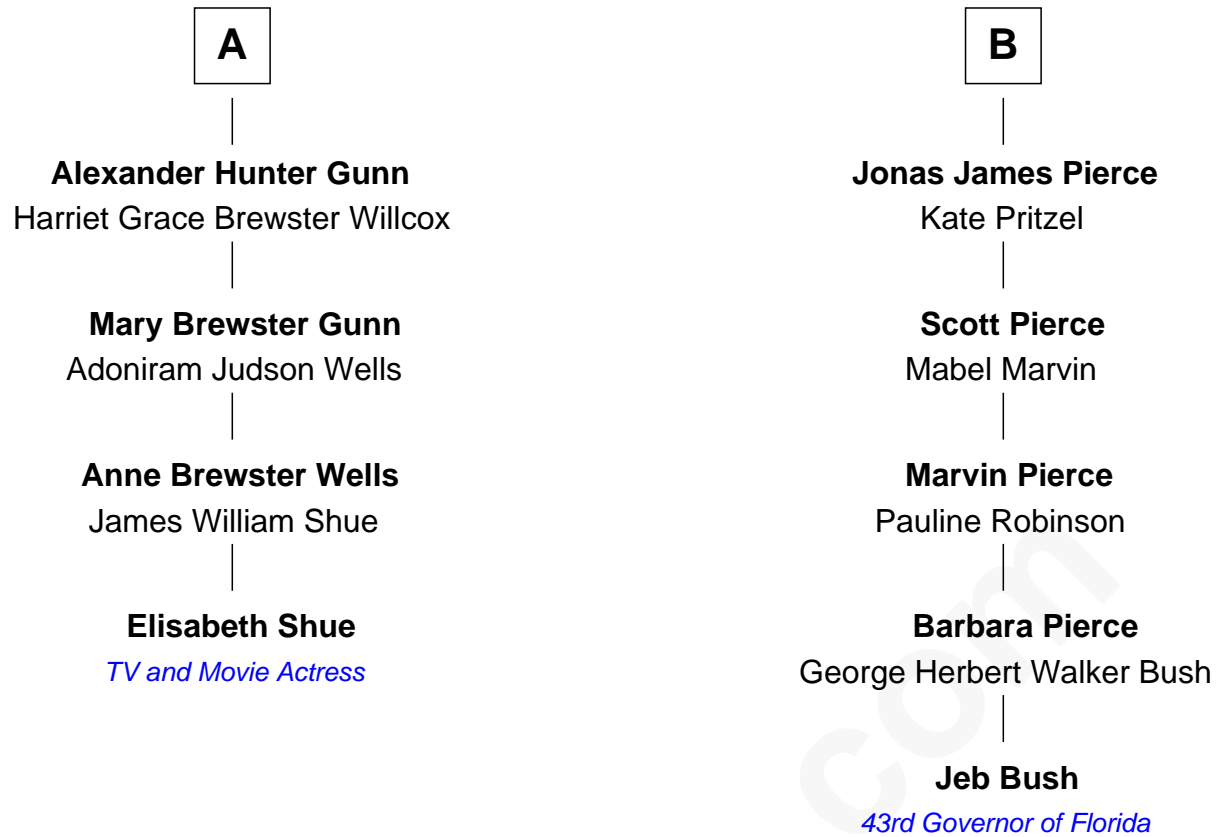 A
Alexander Hunter Gunn
Harriet Grace Brewster Willcox
Mary Brewster Gunn
Adoniram Judson Wells
Anne Brewster Wells
James William Shue
Elisabeth Shue
TV and Movie Actress
B
Jonas James Pierce
Kate Pritzel
Scott Pierce
Mabel Marvin
Marvin Pierce
Pauline Robinson
Barbara Pierce
George Herbert Walker Bush
Jeb Bush
43rd Governor of Florida
com